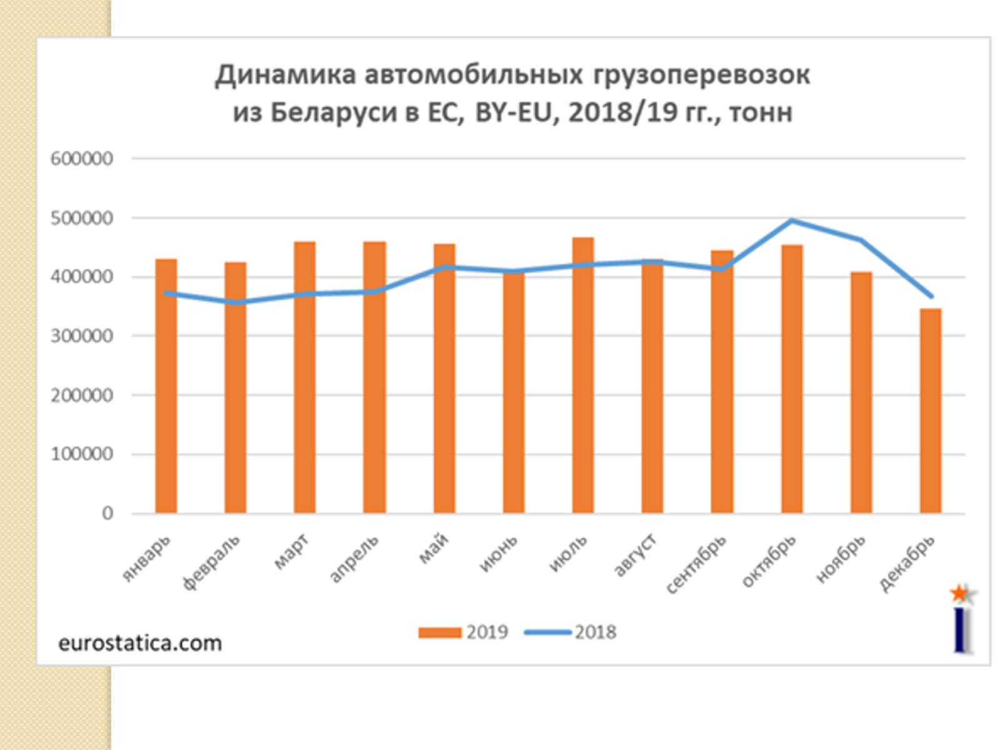 Динамика автомобильных грузоперевозок
из Беларуси в ЕС, BY-EU, 2018/19 гг., тонн
600000
500000
400000
300000
200000
100000
0
январь
февраль
март
апрель
май
июнь
июль
август
сентябрь
октябрь
ноябрь
декабрь
2019
2018
eurostatica.com